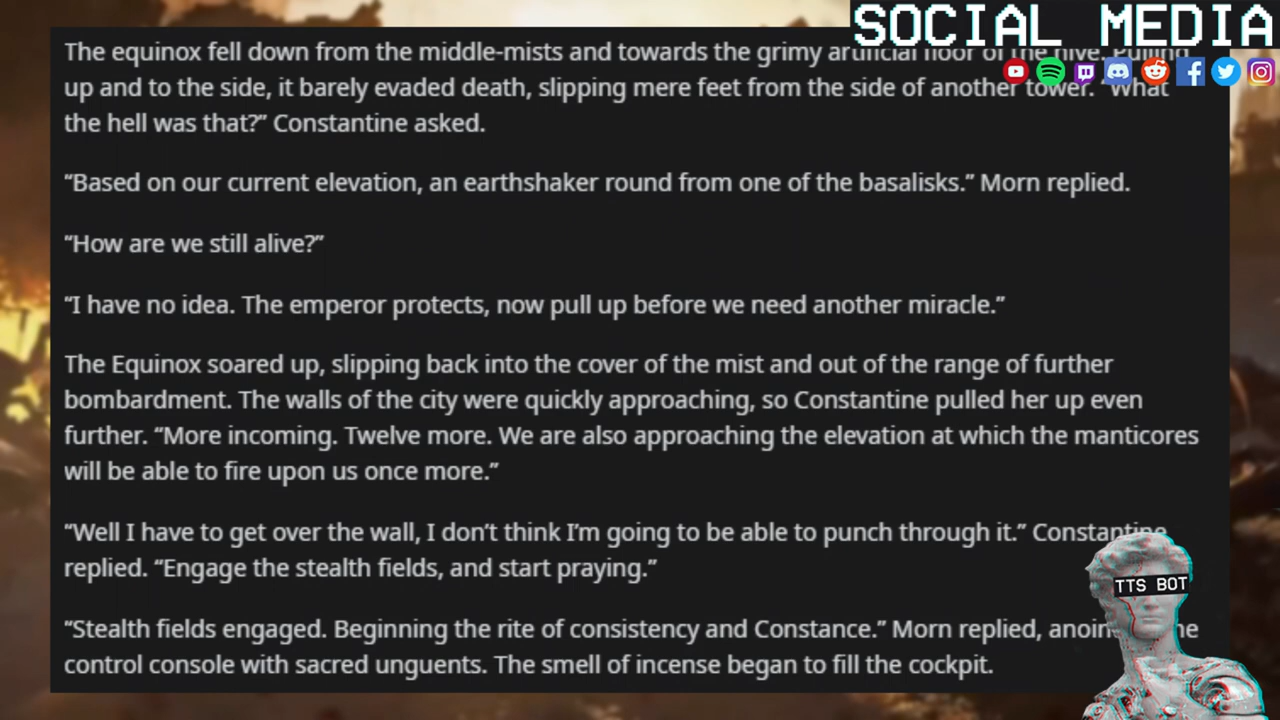 SOCIAL MEDIA
The equinox fell down from the middle-mists and towards the grimy artificial floor of the hive. Pulling
up and to the side, it barely evaded death, slipping mere feet from the side of another tower. “What
the hell was that?” Constantine asked.
“Based on our current elevation, an earthshaker round from one of the basalisks.” Morn replied.
“How are we still alive?”
“I have no idea. The emperor protects, now pull up before we need another miracle.”
The Equinox soared up, slipping back into the cover of the mist and out of the range of further
bombardment. The walls of the city were quickly approaching, so Constantine pulled her up even
further. “More incoming. Twelve more. We are also approaching the elevation at which the manticores
will be able to fire upon us once more.”
“Well I have to get over the wall, I don’t think I’m going to be able to punch through it.” Constantine
replied. “Engage the stealth fields, and start praying.”
TTS BOT
“Stealth fields engaged. Beginning the rite of consistency and Constance.” Morn replied,
control console with sacred unguents. The smell of incense began to fill the cockpit.